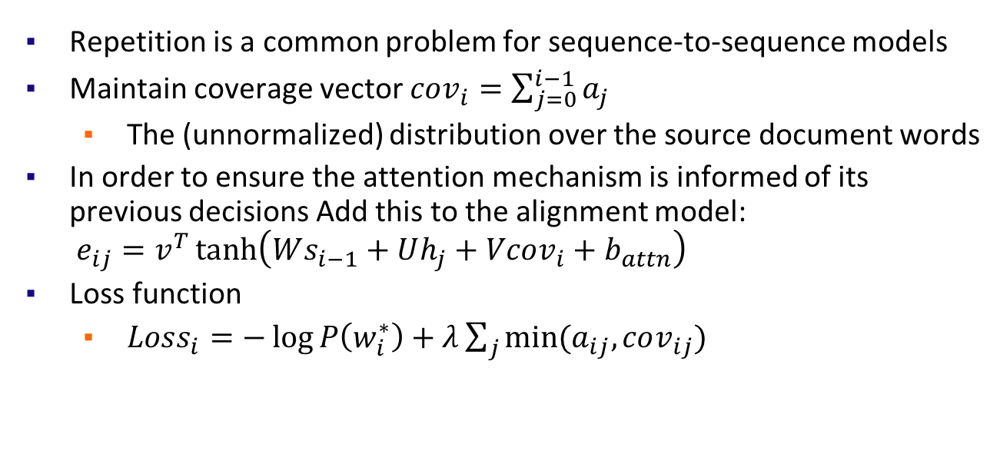 ▪ Repetition is a common problem for sequence-to-sequence models
▪ Maintain coverage vector $cov_i = \sum_{j=0}^{i-1} a_j$
▪ The (unnormalized) distribution over the source document words
▪ In order to ensure the attention mechanism is informed of its
previous decisions Add this to the alignment model:
$e_{ij} = v^T \tanh(Ws_{i-1} + Uh_j + Vcov_i + b_{attn})$
▪ Loss function
▪ $Loss_i = -\log P(w_i^*) + \lambda \sum_j \min(a_{ij}, cov_{ij})$